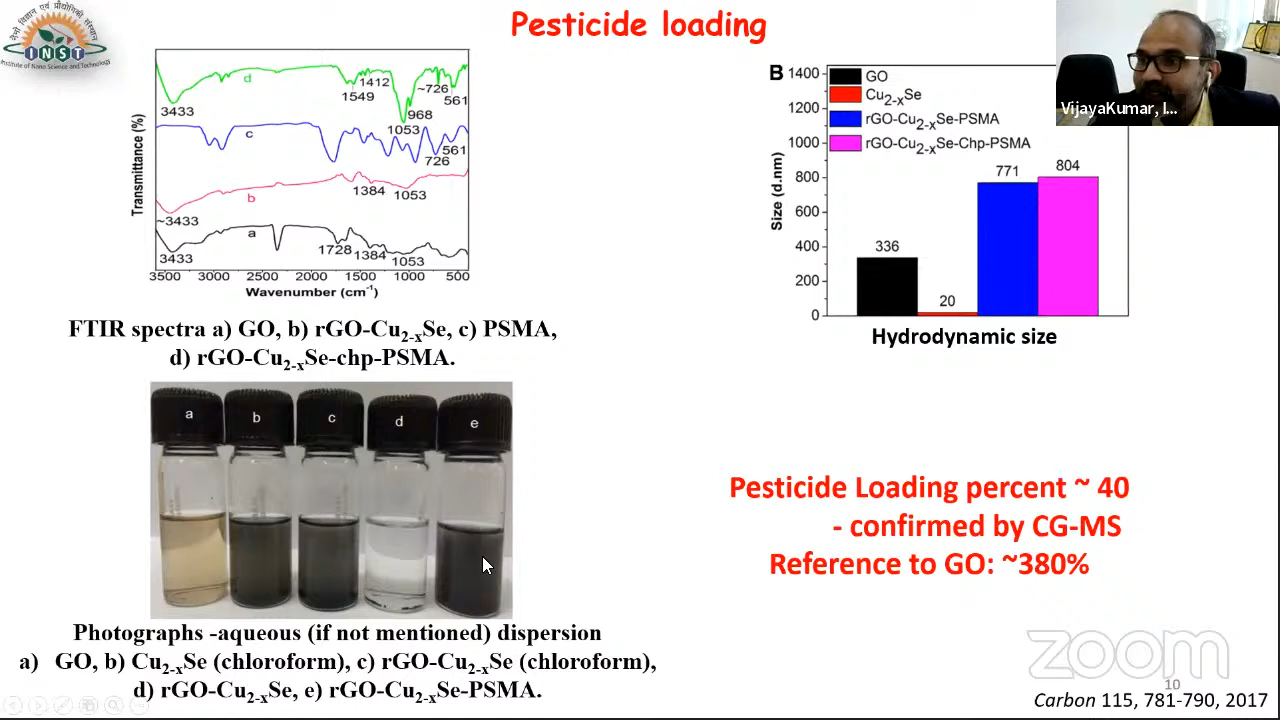 Pesticide loading
INST
Institute of Nano Science and Technology
VijayaKumar, I...
d
3433
1549
1412
1053
968
~726
561
c
726
561
b
~3433
1384
1053
a
3433
1728
1384
1053
Transmittance (%)
3500 3000 2500 2000 1500 1000 500
Wavenumber (cm-1)
FTIR spectra a) GO, b) rGO-Cu2-xSe, c) PSMA,
d) rGO-Cu2-xSe-chp-PSMA.
B
GO
Cu2-xSe
rGO-Cu2-xSe-PSMA
rGO-Cu2-xSe-Chp-PSMA
1400
1200
1000
800
600
400
200
0
Size (d.nm)
336
20
771
804
Hydrodynamic size
a b c d e
Photographs -aqueous (if not mentioned) dispersion
a) GO, b) Cu2-xSe (chloroform), c) rGO-Cu2-xSe (chloroform),
d) rGO-Cu2-xSe, e) rGO-Cu2-xSe-PSMA.
Pesticide Loading percent ~ 40
- confirmed by CG-MS
Reference to GO: ~380%
zoom
10
Carbon 115, 781-790, 2017